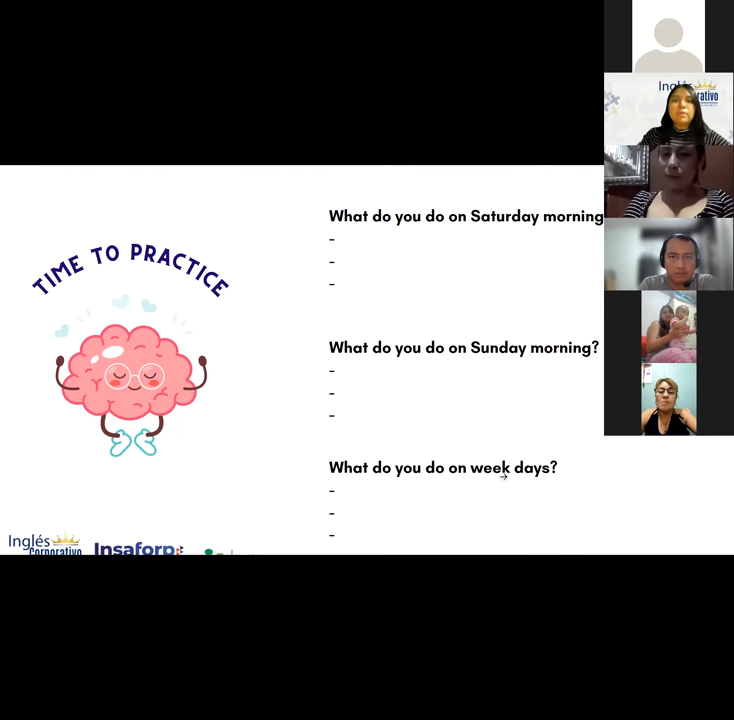 TIME TO PRACTICE
What do you do on Saturday morning
-
-
-
What do you do on Sunday morning?
-
-
-
What do you do on week days?
-
-
-
Inglés
Corporativo
Insaforp
Inglés